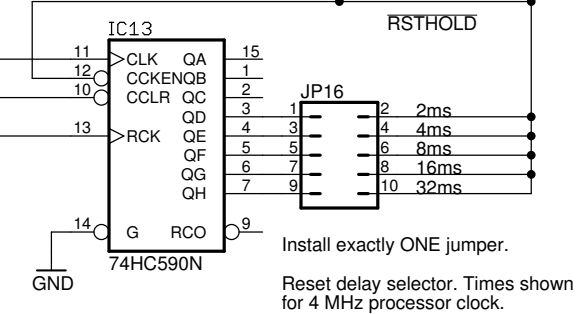 RSTHOLD
IC13
11 CLK QA 15
12 CCKEN QB 1
10 CCLR QC 2
QD 3
13 RCK QE 4
QF 5
QG 6
QH 7
14 G RCO 9
74HC590N
GND
JP16
1 2 2ms
3 4 4ms
5 6 8ms
7 8 16ms
9 10 32ms
Install exactly ONE jumper.
Reset delay selector. Times shown
for 4 MHz processor clock.